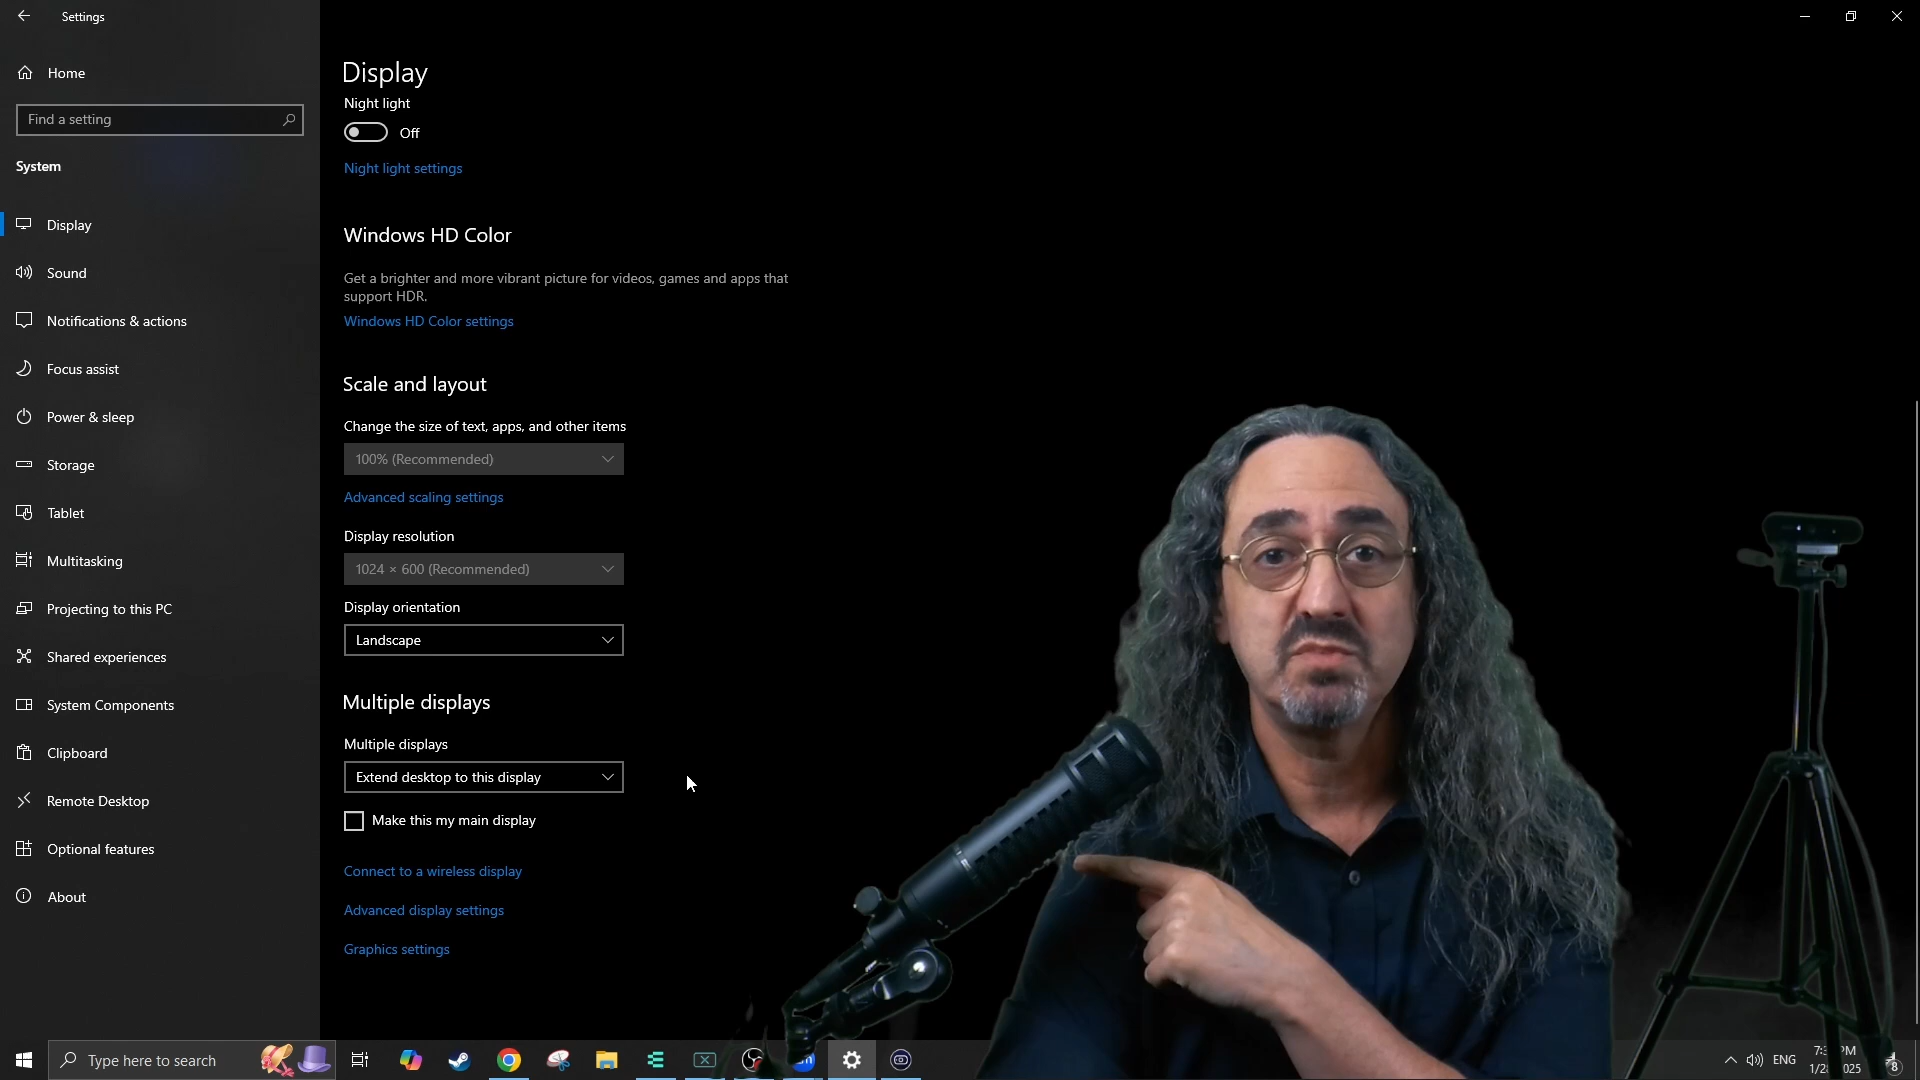 Settings
Home
Find a setting
System
Display
Sound
Notifications & actions
Focus assist
Power & sleep
Storage
Tablet
Multitasking
Projecting to this PC
Shared experiences
System Components
Clipboard
Remote Desktop
Optional features
About
Display
Night light
Off
Night light settings
Windows HD Color
Get a brighter and more vibrant picture for videos, games and apps that
support HDR.
Windows HD Color settings
Scale and layout
Change the size of text, apps, and other items
100% (Recommended)
Advanced scaling settings
Display resolution
1024 × 600 (Recommended)
Display orientation
Landscape
Multiple displays
Multiple displays
Extend desktop to this display
Make this my main display
Connect to a wireless display
Advanced display settings
Graphics settings
Type here to search
ENG
PM
8